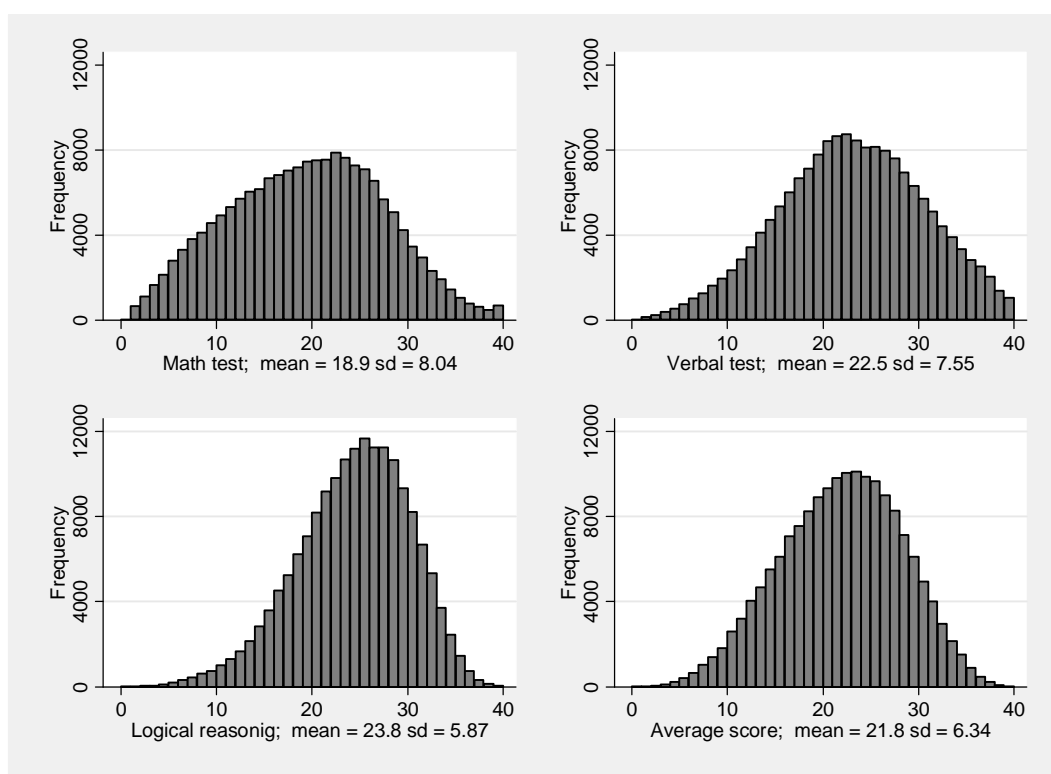 12000
8000
4000
0
Frequency
0 10 20 30 40
Math test; mean = 18.9 sd = 8.04
12000
8000
4000
0
Frequency
0 10 20 30 40
Verbal test; mean = 22.5 sd = 7.55
12000
8000
4000
0
Frequency
0 10 20 30 40
Logical reasonig; mean = 23.8 sd = 5.87
12000
8000
4000
0
Frequency
0 10 20 30 40
Average score; mean = 21.8 sd = 6.34